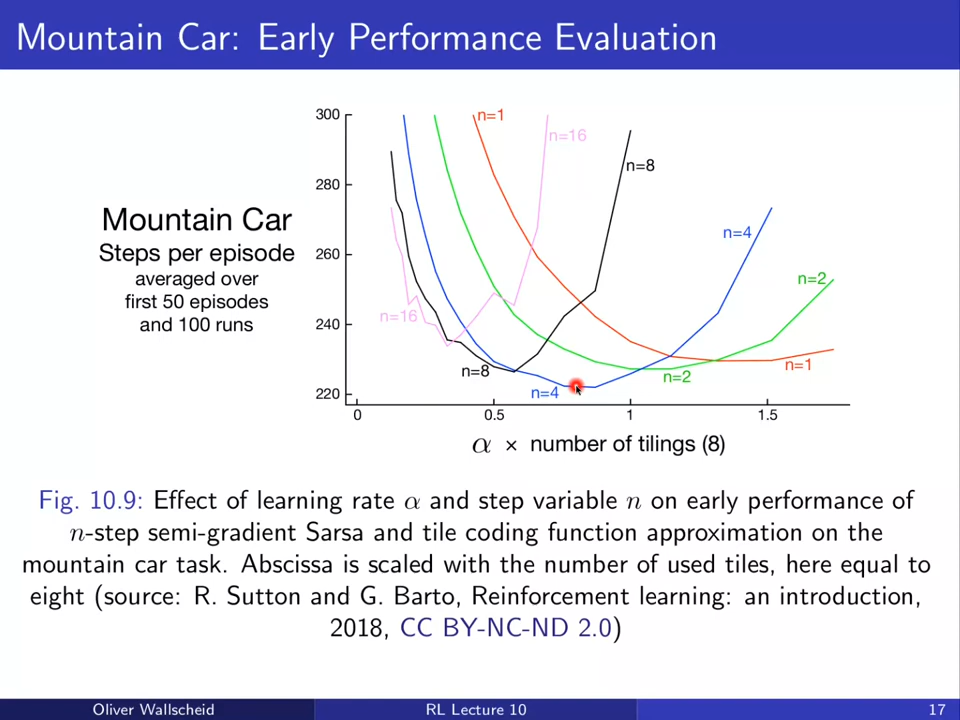 Mountain Car: Early Performance Evaluation
Mountain Car
Steps per episode
averaged over
first 50 episodes
and 100 runs
300
280
260
240
220
n=1
n=16
n=8
n=4
n=2
n=16
n=8
n=4
n=2
n=1
0
0.5
1
1.5
α × number of tilings (8)
Fig. 10.9: Effect of learning rate α and step variable n on early performance of
n-step semi-gradient Sarsa and tile coding function approximation on the
mountain car task. Abscissa is scaled with the number of used tiles, here equal to
eight (source: R. Sutton and G. Barto, Reinforcement learning: an introduction,
2018, CC BY-NC-ND 2.0)
Oliver Wallscheid
RL Lecture 10
17